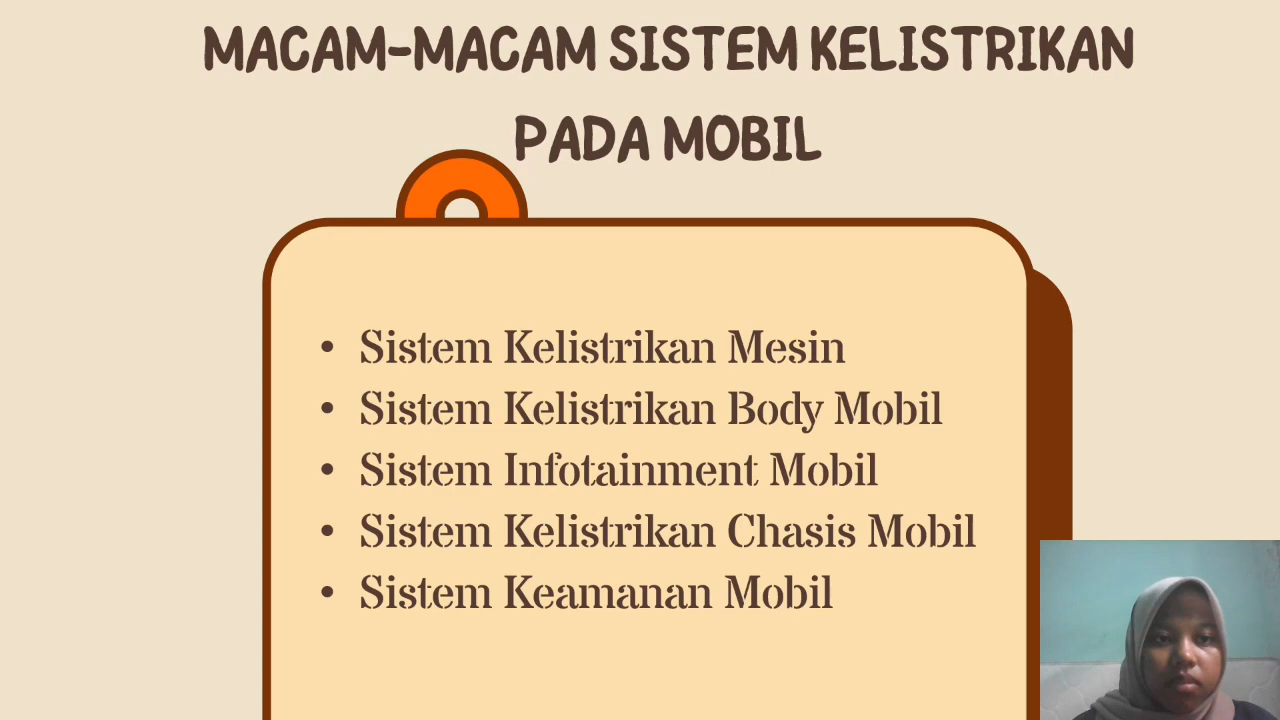 MACAM-MACAM SISTEM KELISTRIKAN
PADA MOBIL
• Sistem Kelistrikan Mesin
• Sistem Kelistrikan Body Mobil
• Sistem Infotainment Mobil
• Sistem Kelistrikan Chasis Mobil
• Sistem Keamanan Mobil